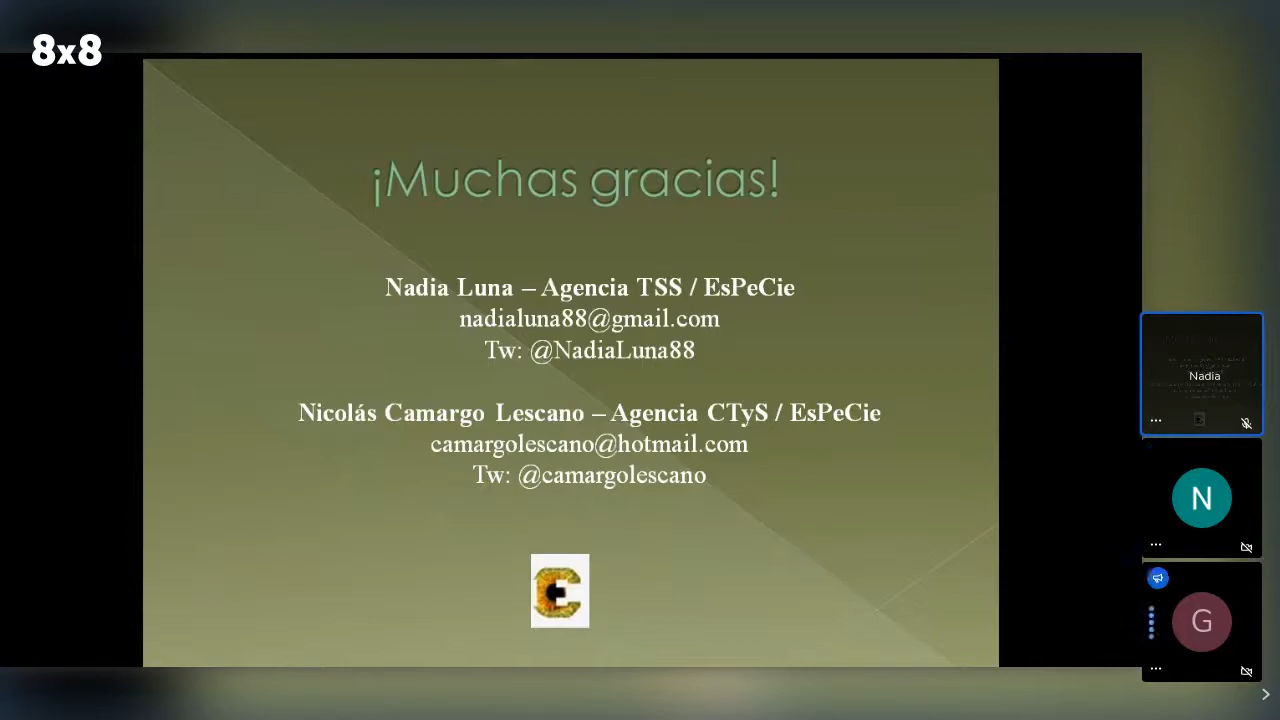 8x8
¡Muchas gracias!
Nadia Luna – Agencia TSS / EsPeCie
nadialuna88@gmail.com
Tw: @NadiaLuna88
Nicolás Camargo Lescano – Agencia CTyS / EsPeCie
camargolescano@hotmail.com
Tw: @camargolescano
Nadia
N
G